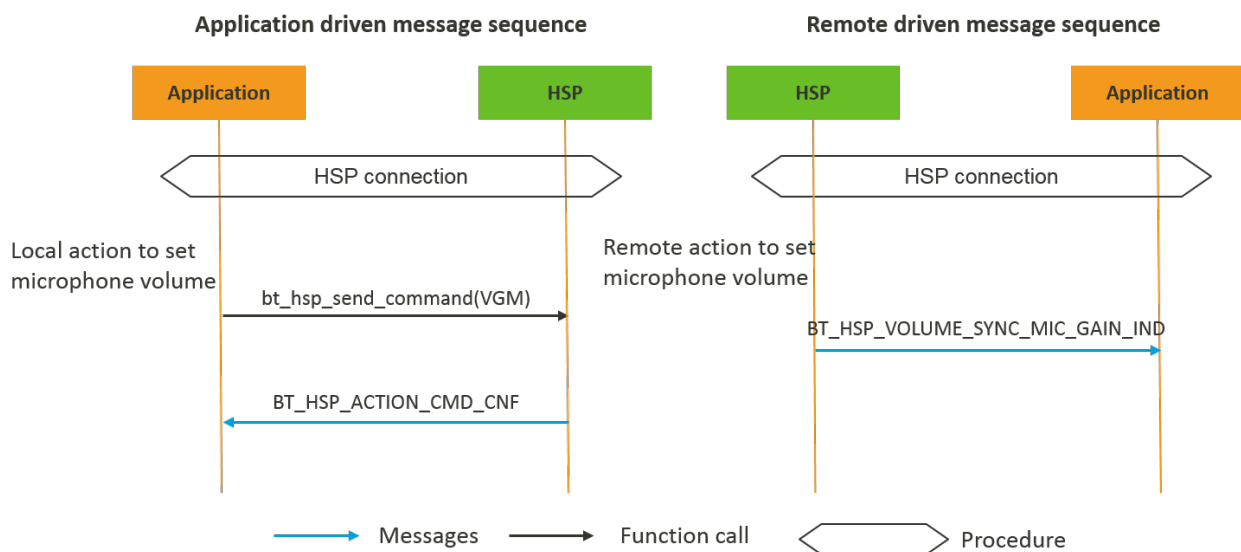 Application driven message sequence
Remote driven message sequence
Application
HSP
HSP
Application
HSP connection
HSP connection
Local action to set
microphone volume
Remote action to set
microphone volume
bt_hsp_send_command(VGM)
BT_HSP_VOLUME_SYNC_MIC_GAIN_IND
BT_HSP_ACTION_CMD_CNF
Messages
Function call
Procedure